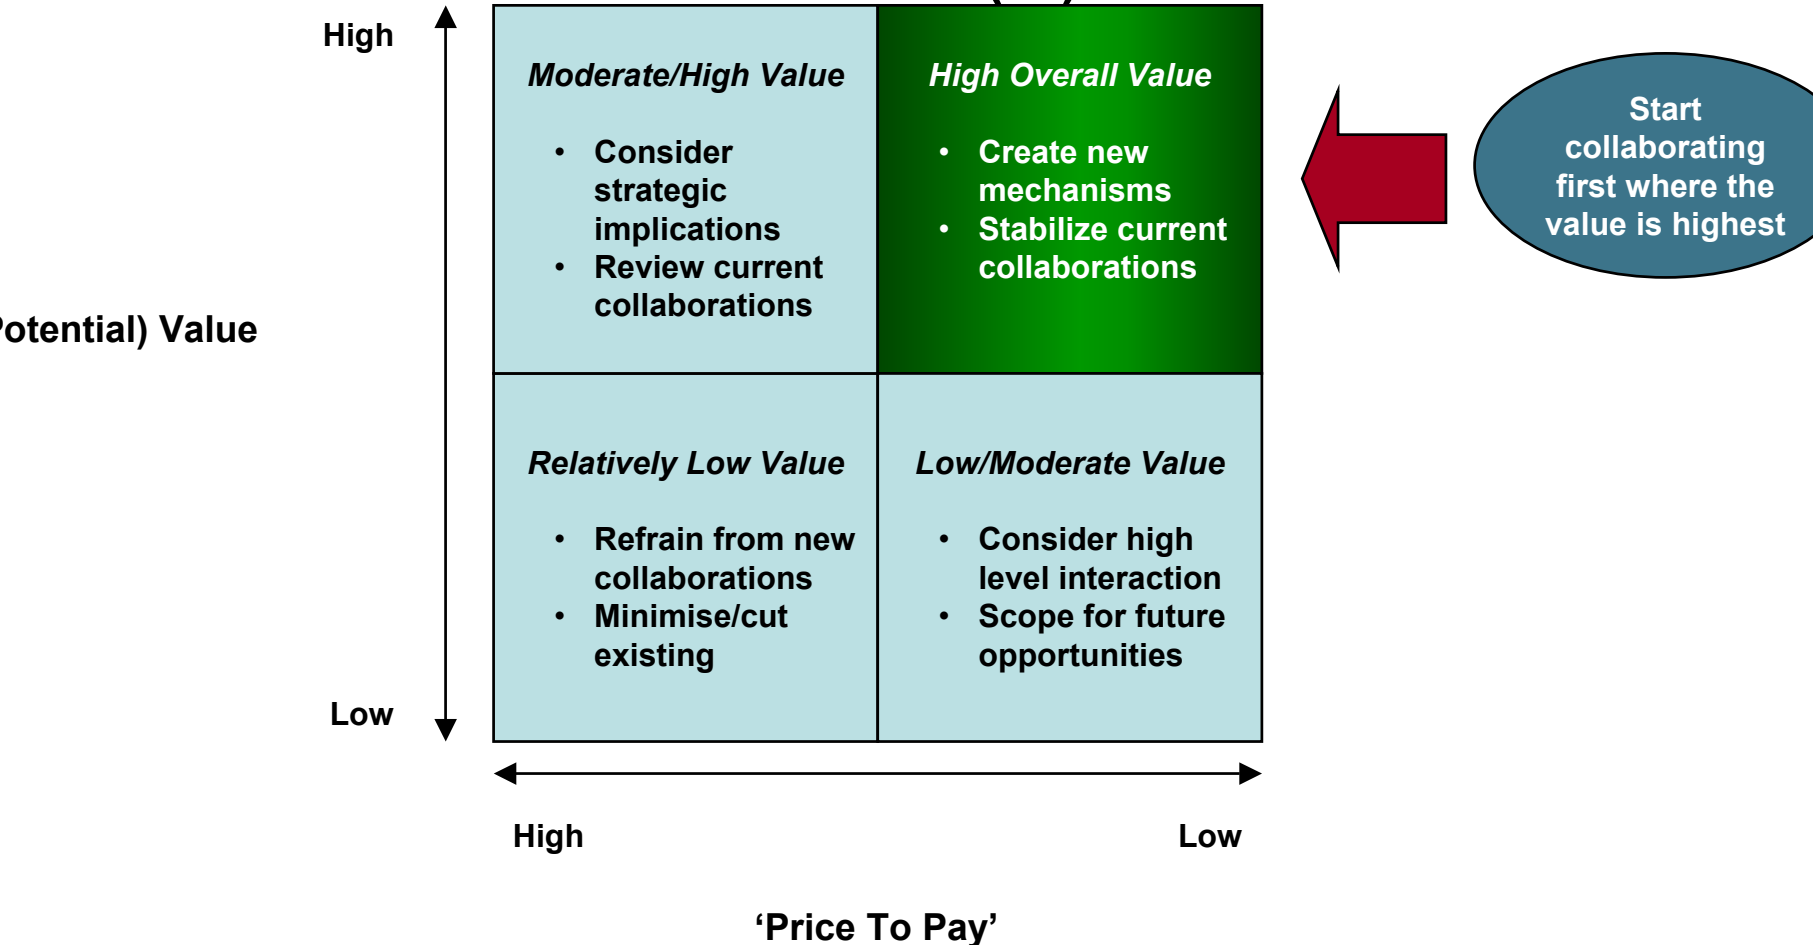 High
Moderate/High Value
• Consider
strategic
implications
• Review current
collaborations
High Overall Value
• Create new
mechanisms
• Stabilize current
collaborations
Start
collaborating
first where the
value is highest
otential) Value
Relatively Low Value
• Refrain from new
collaborations
• Minimise/cut
existing
Low/Moderate Value
• Consider high
level interaction
• Scope for future
opportunities
Low
High
Low
‘Price To Pay’